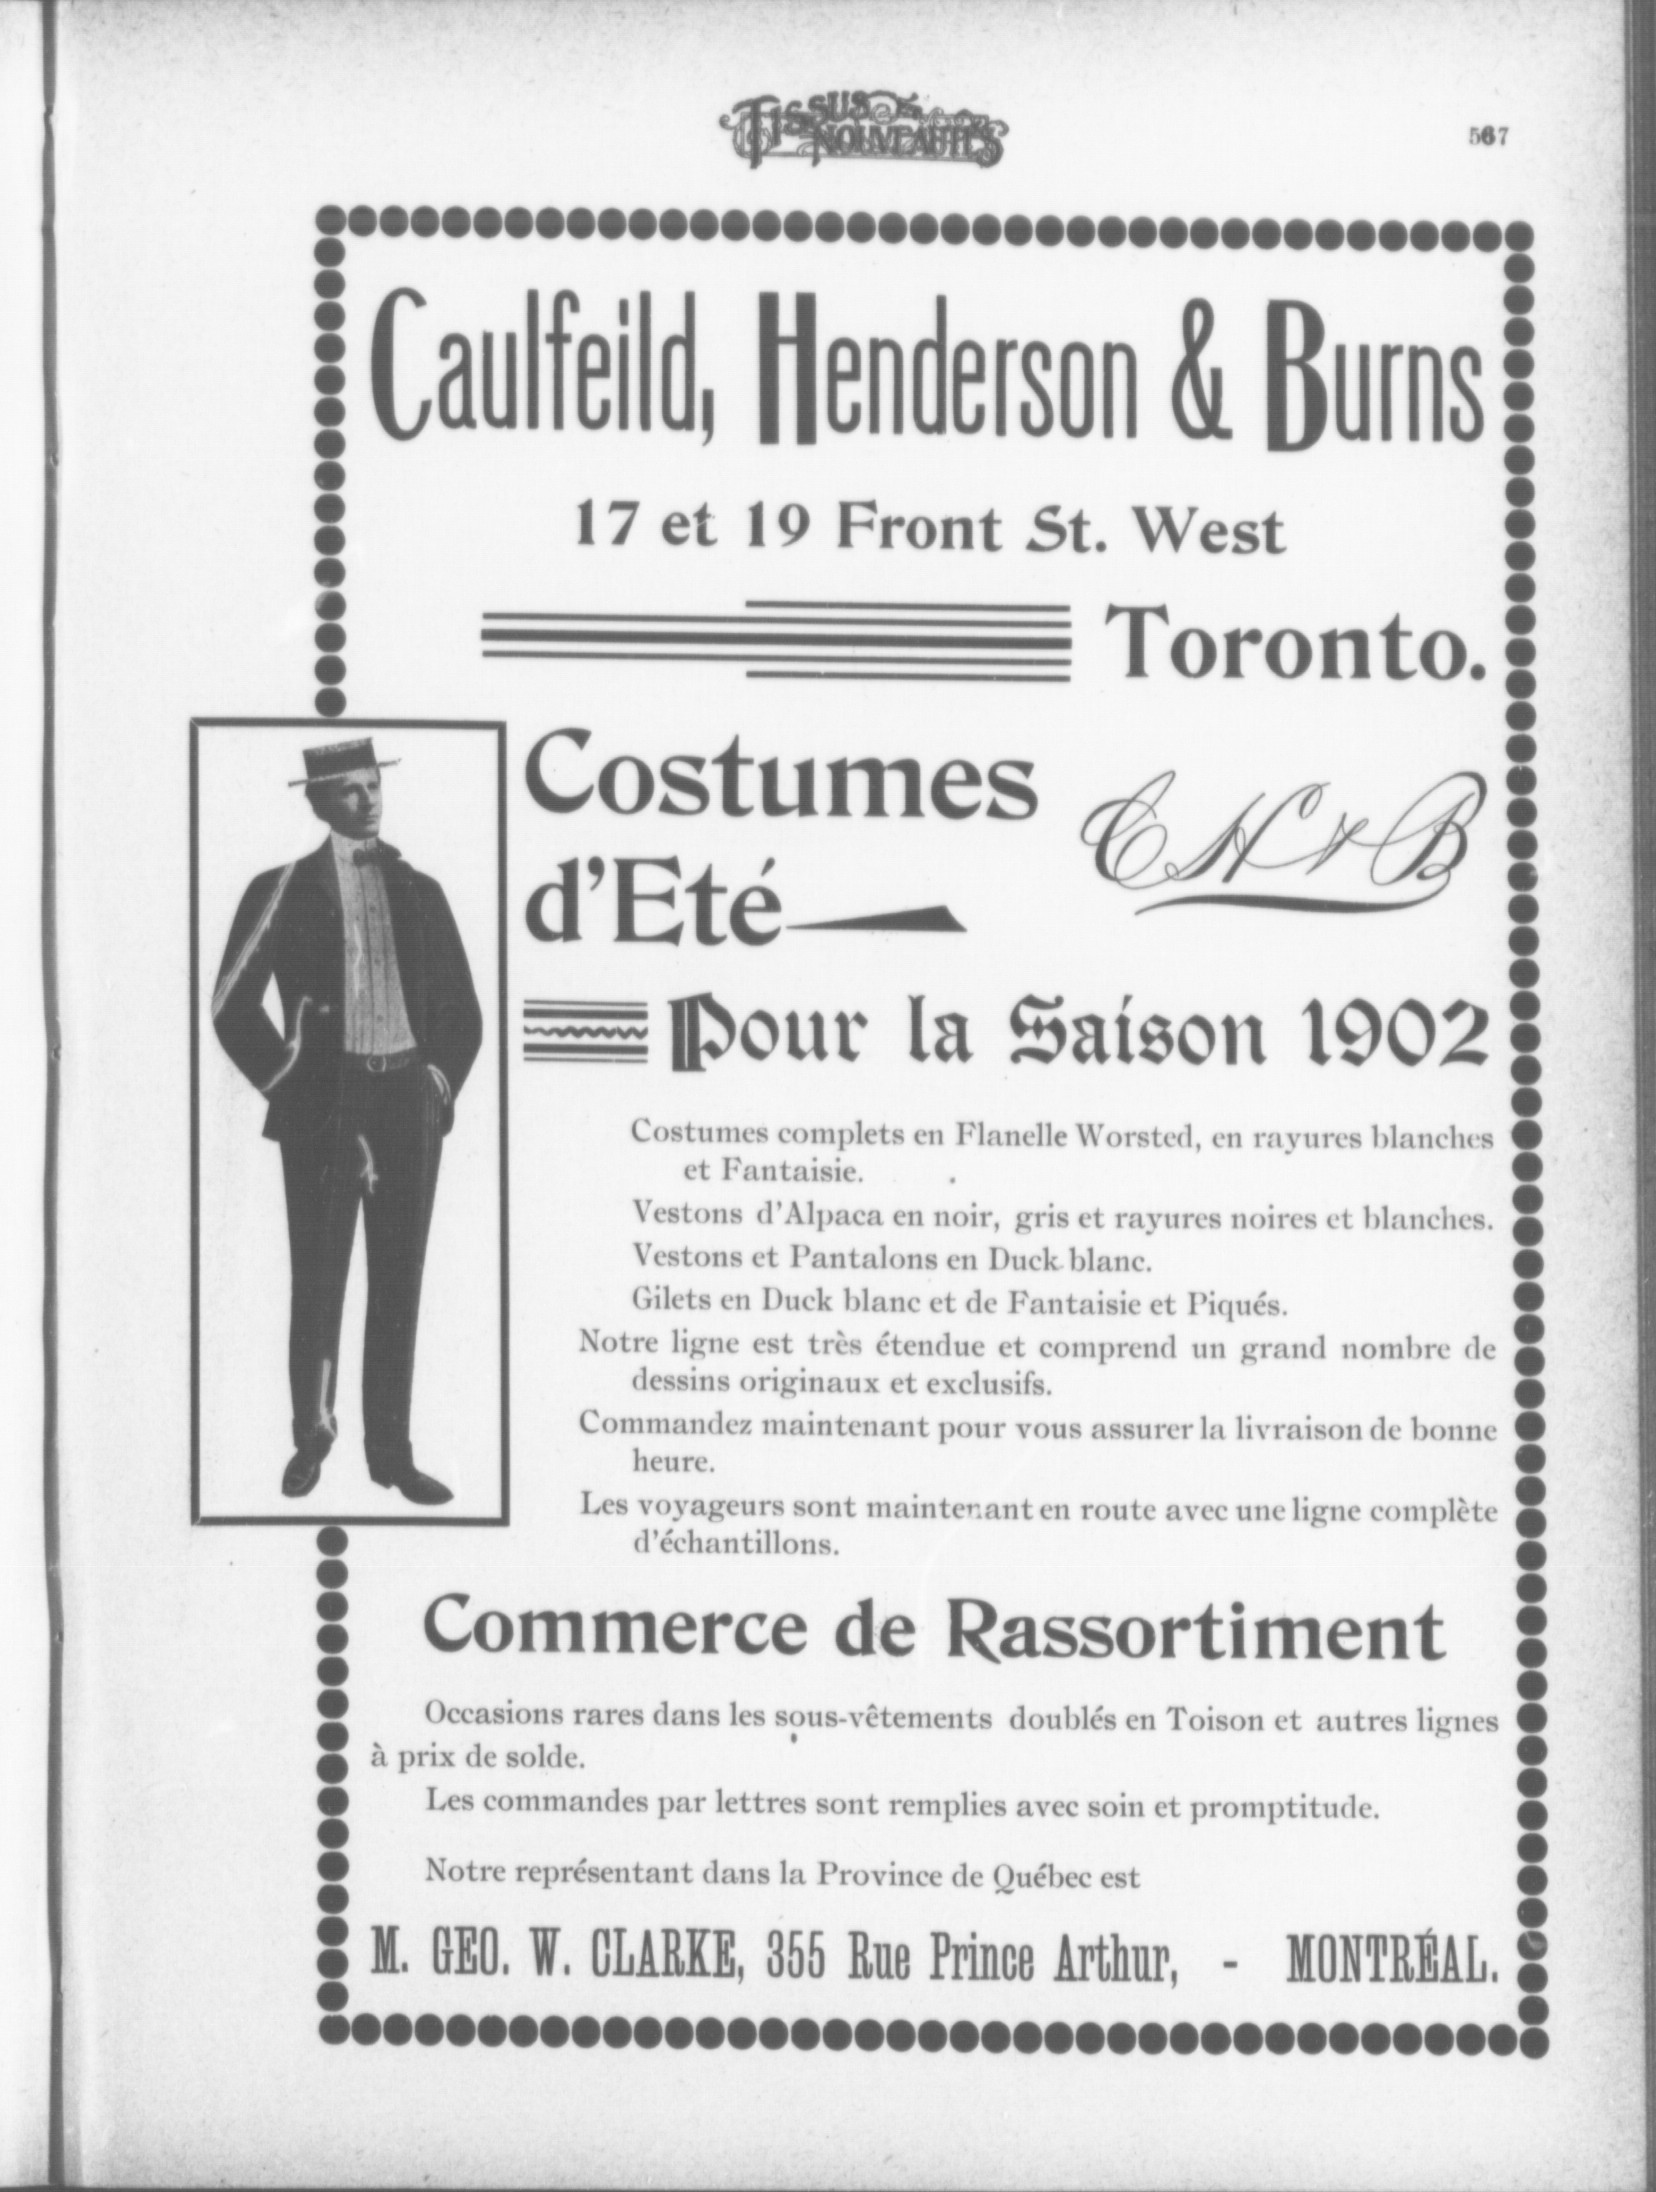 TISSUS ET NOUVEAUTÉS
567
Caulfeild, Henderson & Burns
17 et 19 Front St. West
Toronto.
Costumes
d'Eté
C H & B
Pour la Saison 1902
Costumes complets en Flanelle Worsted, en rayures blanches
et Fantaisie.
Vestons d'Alpaca en noir, gris et rayures noires et blanches.
Vestons et Pantalons en Duck blanc.
Gilets en Duck blanc et de Fantaisie et Piqués.
Notre ligne est très étendue et comprend un grand nombre de
dessins originaux et exclusifs.
Commandez maintenant pour vous assurer la livraison de bonne
heure.
Les voyageurs sont maintenant en route avec une ligne complète
d'échantillons.
Commerce de Rassortiment
Occasions rares dans les sous-vêtements doublés en Toison et autres lignes
à prix de solde.
Les commandes par lettres sont remplies avec soin et promptitude.
Notre représentant dans la Province de Québec est
M. GEO. W. CLARKE, 355 Rue Prince Arthur, - MONTRÉAL.